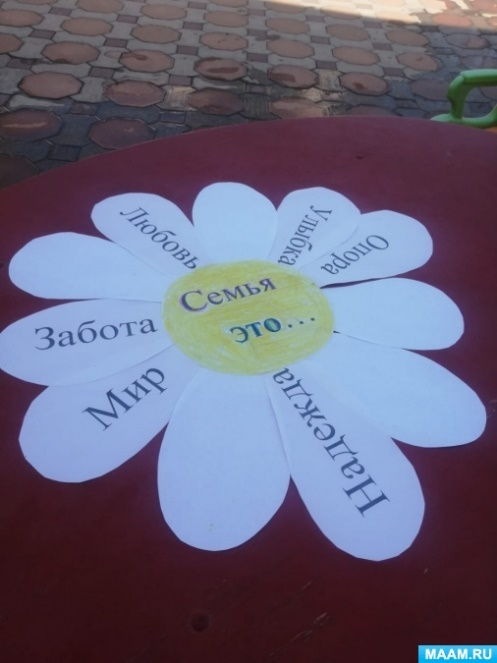 Семья
это...
Любовь
Улыбка
Опора
Забота
Мир
Надежда
MAAM.RU